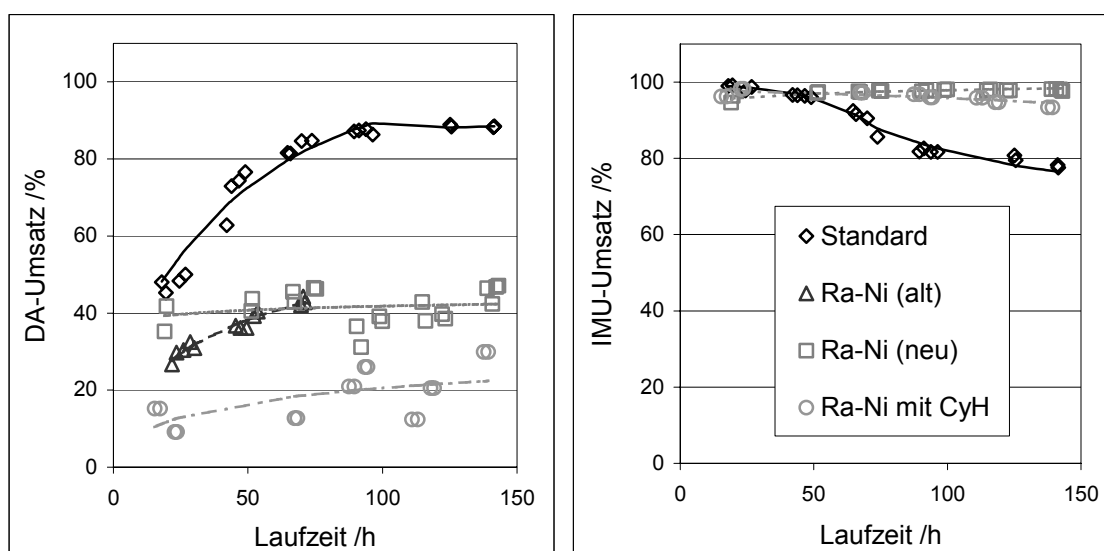 DA-Umsatz /%
100
80
60
40
20
0
0 50 100 150
Laufzeit /h
IMU-Umsatz /%
100
80
60
40
20
0
0 50 100 150
Laufzeit /h
Standard
Ra-Ni (alt)
Ra-Ni (neu)
Ra-Ni mit CyH